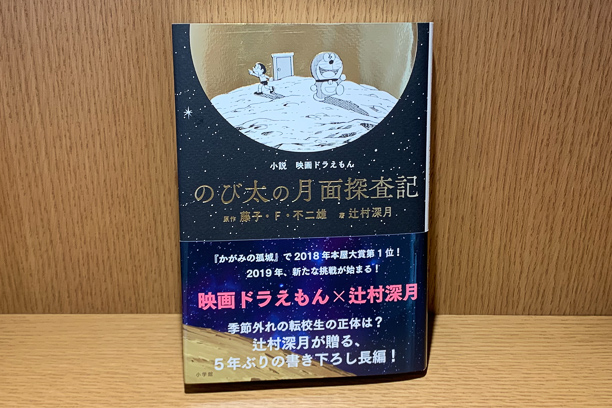 小説 映画ドラえもん
のび太の月面探査記
原作 藤子・F・不二雄 著 辻村深月
『かがみの孤城』で2018年本屋大賞第1位！
2019年、新たな挑戦が始まる！
映画ドラえもん×辻村深月
季節外れの転校生の正体は？
辻村深月が贈る、
5年ぶりの書き下ろし長編！
小学館